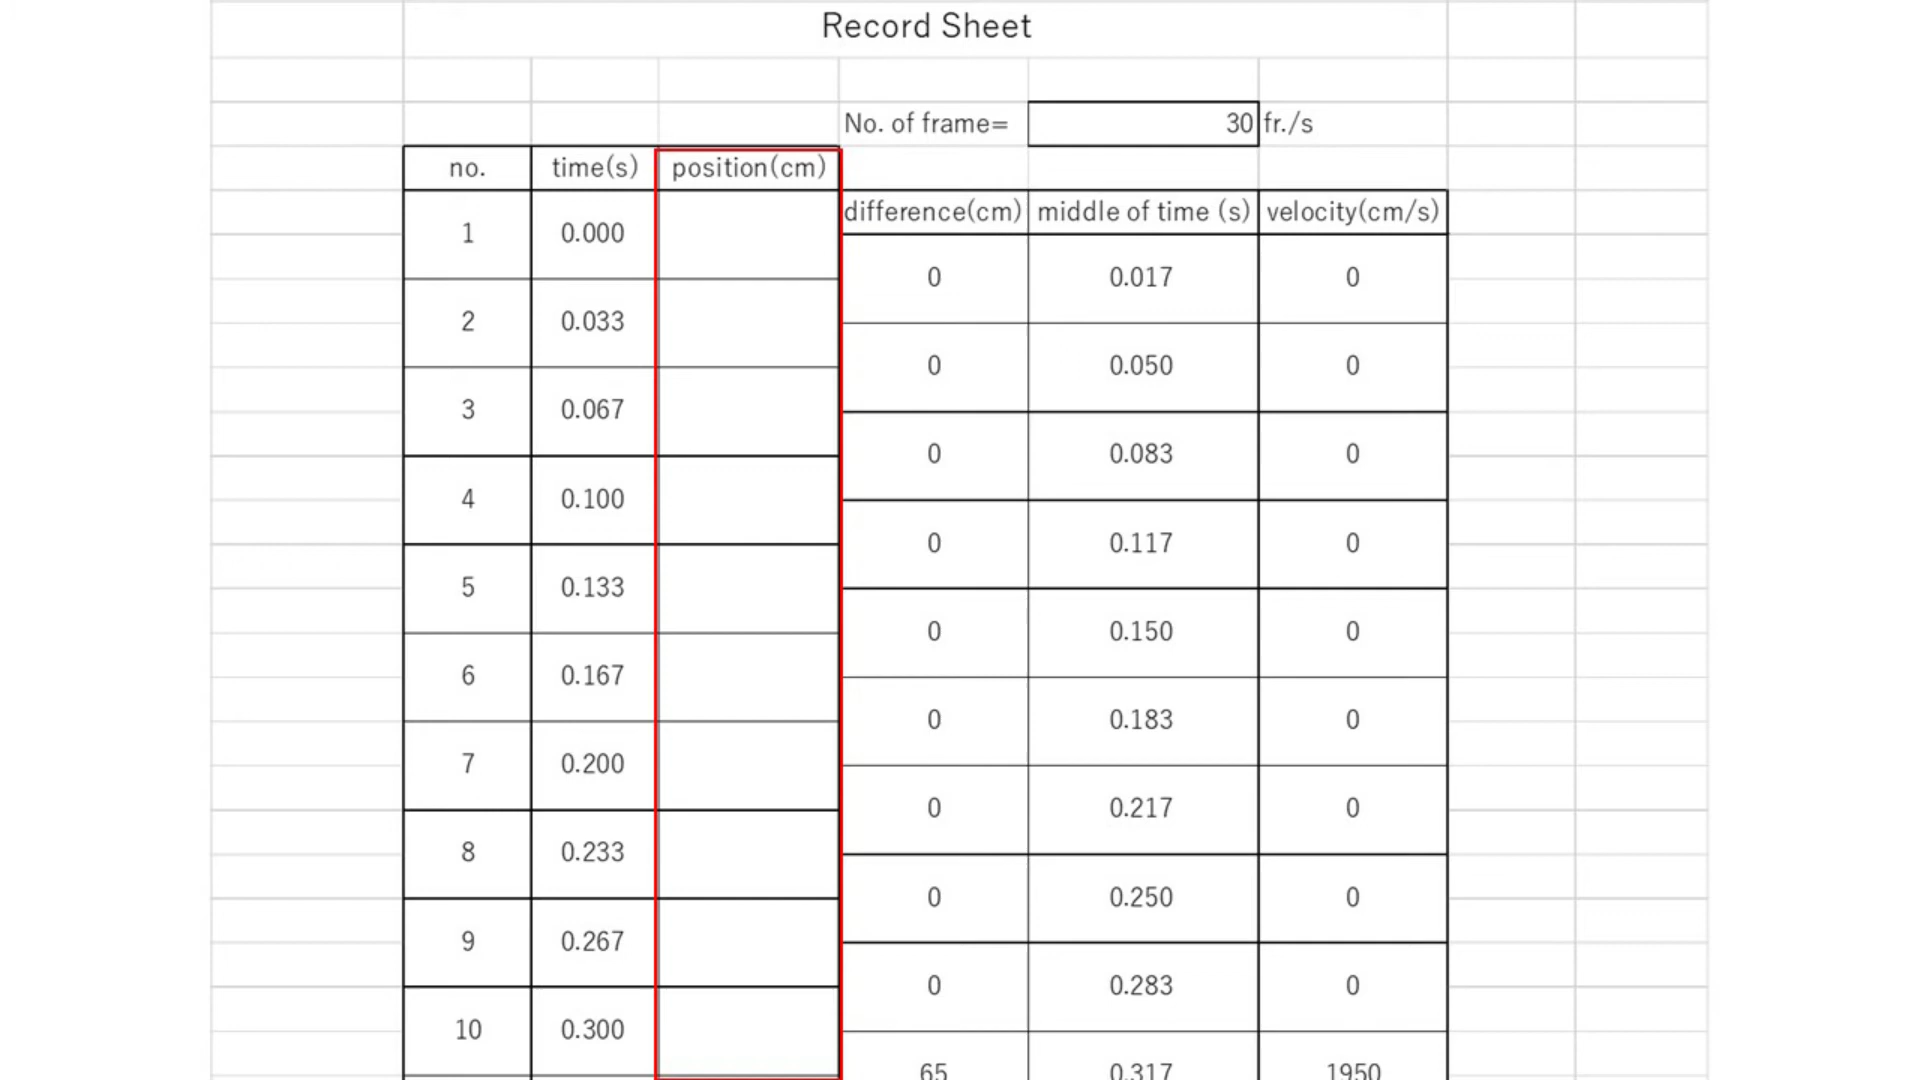 Record Sheet
No. of frame= 30 fr./s
no. time(s) position(cm)
difference(cm) middle of time (s) velocity(cm/s)
1 0.000
0 0.017 0
2 0.033
0 0.050 0
3 0.067
0 0.083 0
4 0.100
0 0.117 0
5 0.133
0 0.150 0
6 0.167
0 0.183 0
7 0.200
0 0.217 0
8 0.233
0 0.250 0
9 0.267
0 0.283 0
10 0.300
65 0.317 1950